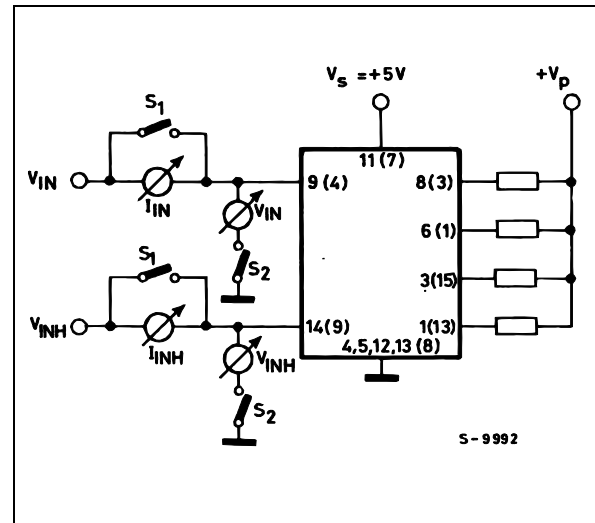 V_s = +5V
+V_p
S_1
11(7)
V_IN
9(4)
8(3)
I_IN
V_IN
6(1)
S_2
S_1
3(15)
V_INH
14(9)
1(13)
4,5,12,13(8)
I_INH
V_INH
S_2
S-9992